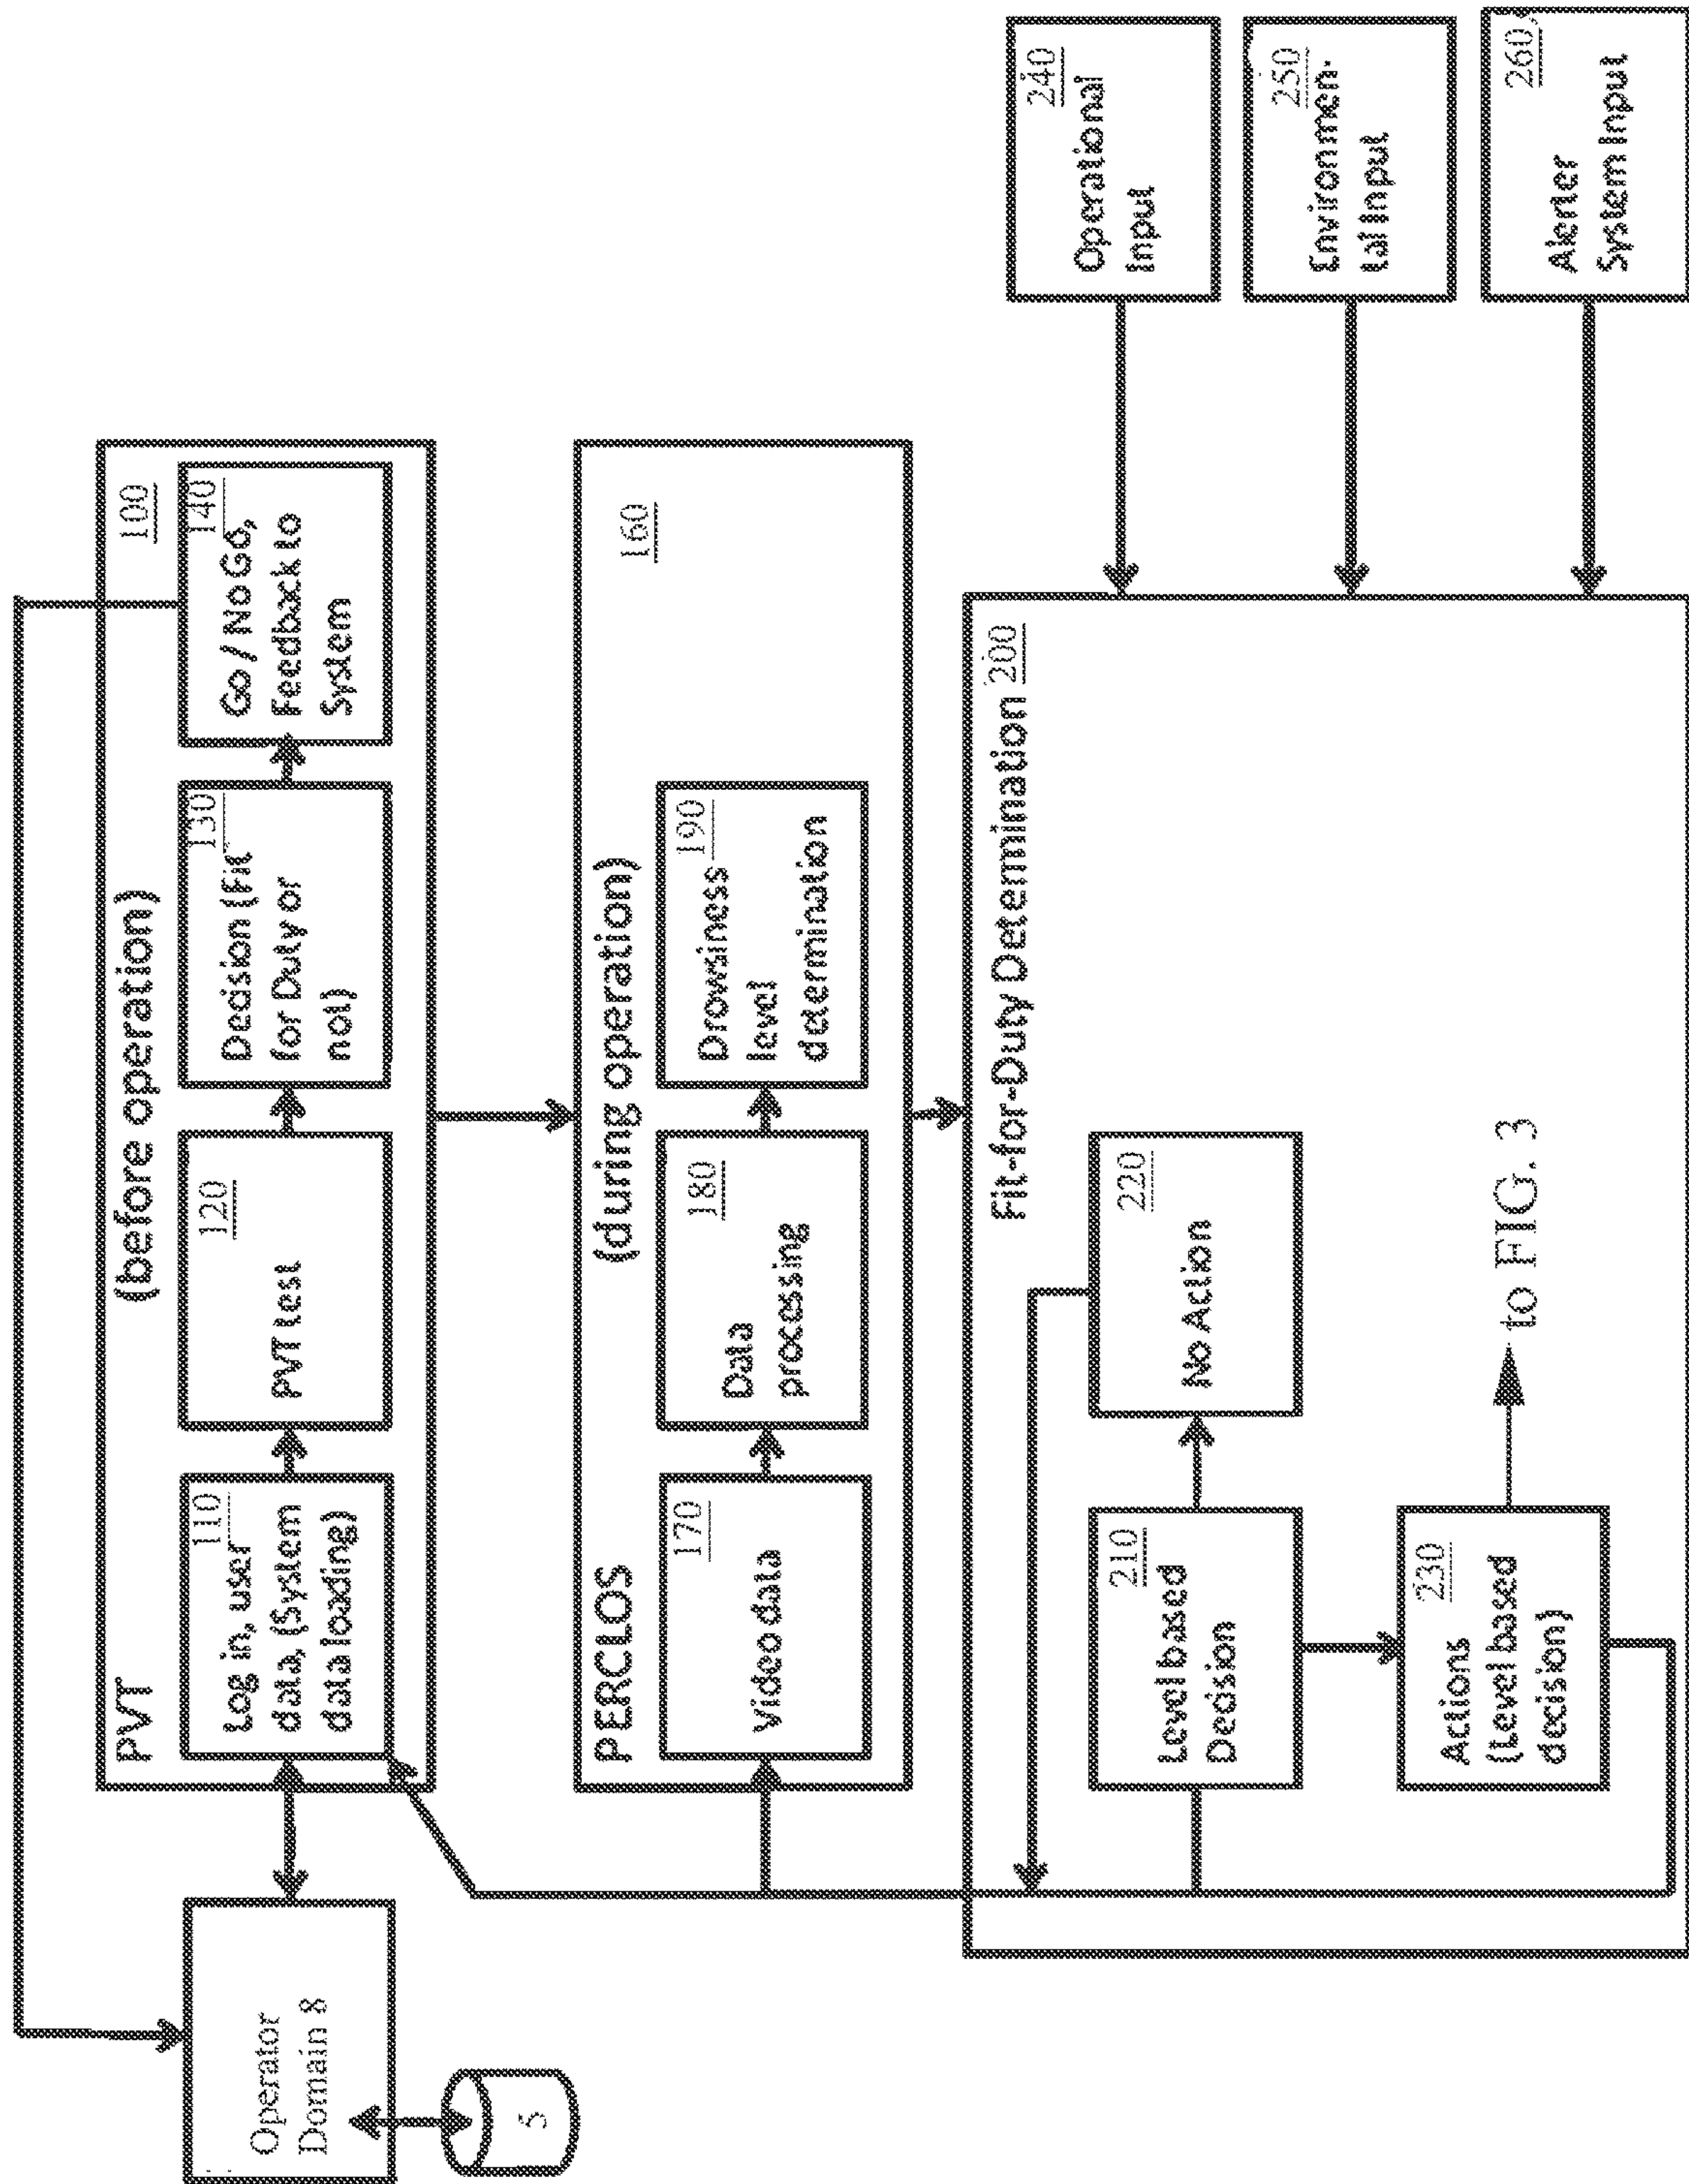 Operator
Domain 8
5
PVT
(before operation)
100
110
Log in, user
data, (System
data loading)
120
PVT test
130
Decision (Fit
for Duty or
not)
140
Go / No Go,
Feedback to
System
PERCLOS
(during operation)
160
170
Video data
180
Data
processing
190
Drowsiness
level
determination
Fit-for-Duty Determination 200
210
Level based
Decision
220
No Action
230
Actions
(Level based
decision)
to FIG. 3
240
Operational
Input
250
Environmen-
tal Input
260
Alerter
System Input